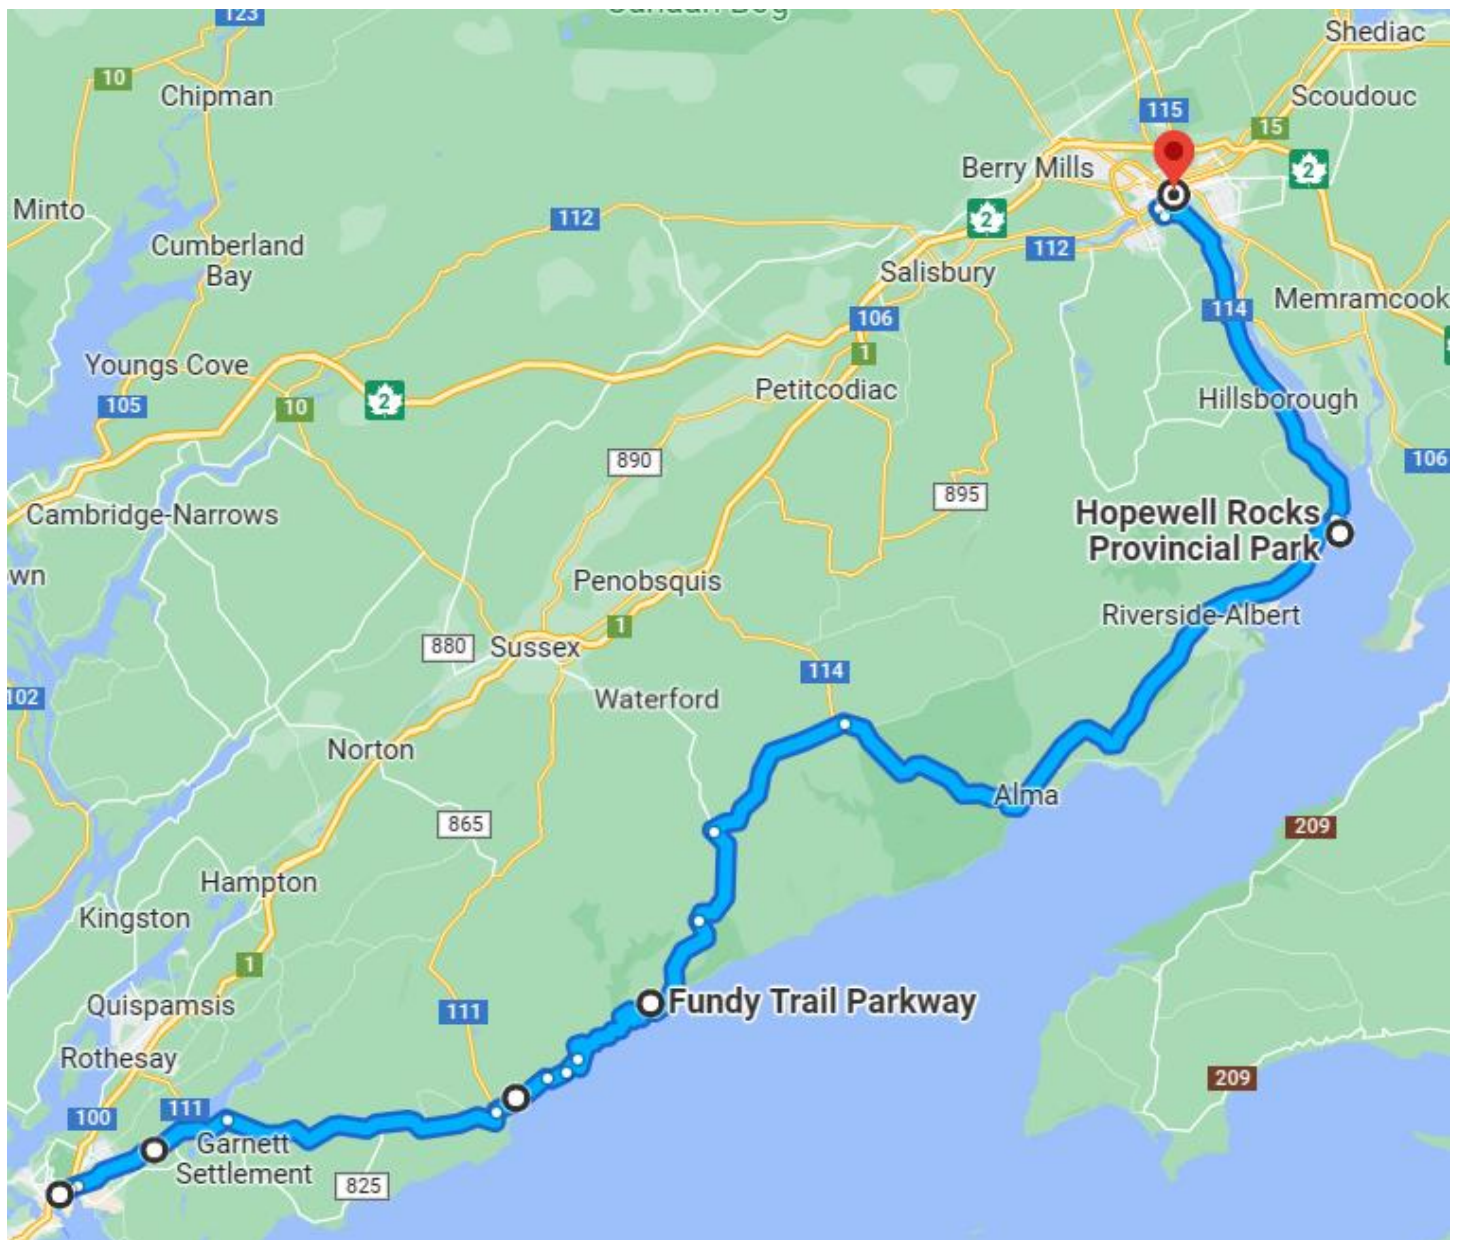 123
Shediac
10
Chipman
Scoudouc
115
15
Berry Mills
2
Minto
112
2
Cumberland
Bay
112
Salisbury
Memramcook
114
106
1
Youngs Cove
Petitcodiac
105
10
2
Hillsborough
890
106
895
Cambridge-Narrows
Hopewell Rocks
Provincial Park
wn
Penobsquis
Riverside-Albert
1
880
Sussex
114
102
Waterford
Norton
Alma
865
209
Hampton
Kingston
1
Quispamsis
Fundy Trail Parkway
111
Rothesay
209
100
111
Garnett
Settlement
825